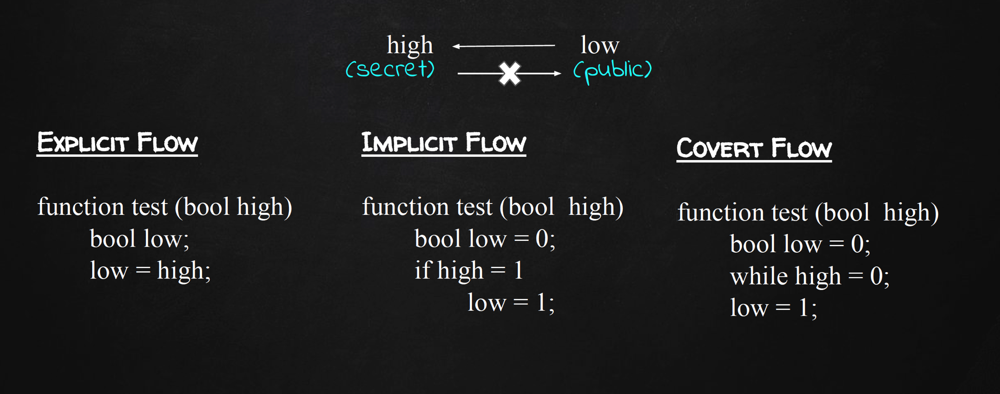 high low
(secret) (public)
Explicit Flow
function test (bool high)
bool low;
low = high;
Implicit Flow
function test (bool  high)
bool low = 0;
if high = 1
low = 1;
Covert Flow
function test (bool  high)
bool low = 0;
while high = 0;
low = 1;